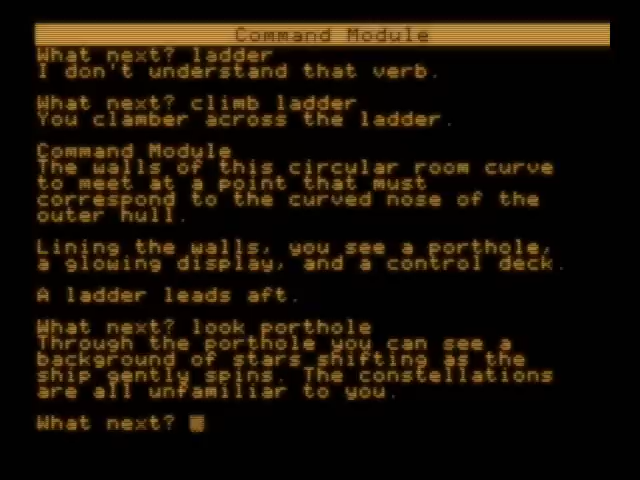 Command Module
What next? ladder
I don't understand that verb.
What next? climb ladder
You clamber across the ladder.
Command Module
The walls of this circular room curve
to meet at a point that must
correspond to the curved nose of the
outer hull.
Lining the walls, you see a porthole,
a glowing display, and a control deck.
A ladder leads aft.
What next? look porthole
Through the porthole you can see a
background of stars shifting as the
ship gently spins. The constellations
are all unfamiliar to you.
What next?